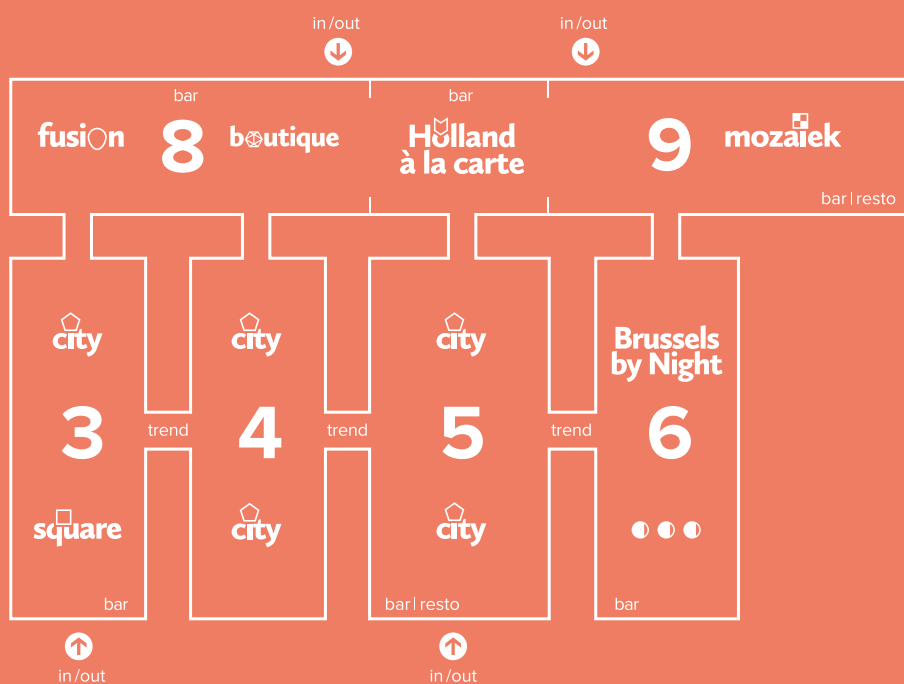 in/out
in/out
bar
bar
fusion
8
boutique
Holland
à la carte
9
mozaïek
bar|resto
city
city
city
Brussels
by Night
3
trend
4
trend
5
trend
6
square
city
city
bar
bar|resto
bar
in/out
in/out